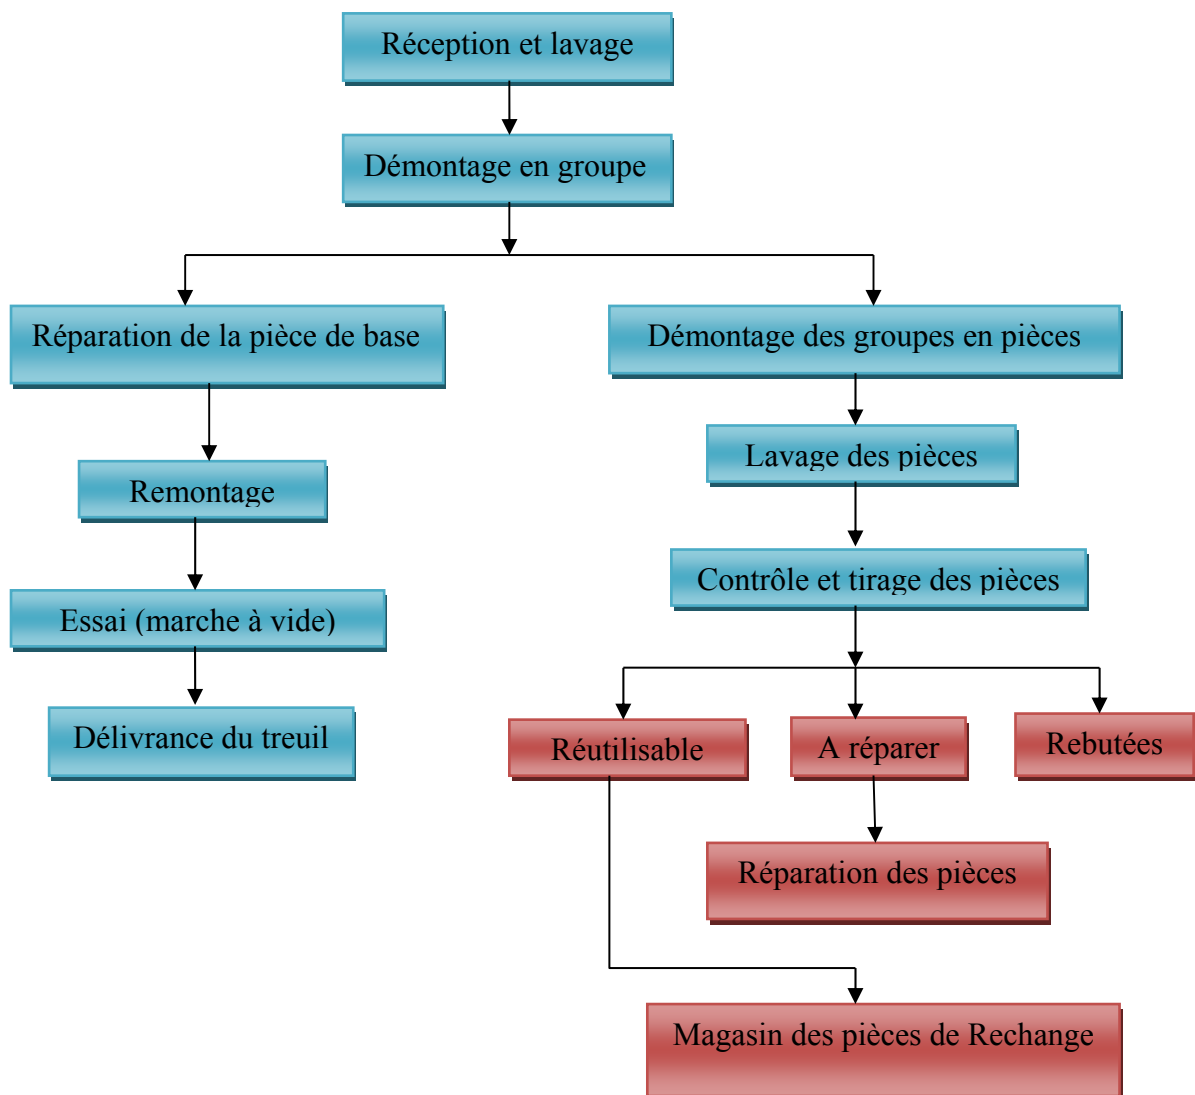 Réception et lavage
Démontage en groupe
Réparation de la pièce de base
Démontage des groupes en pièces
Lavage des pièces
Remontage
Contrôle et tirage des pièces
Essai (marche à vide)
Délivrance du treuil
Réutilisable
A réparer
Rebutées
Réparation des pièces
Magasin des pièces de Rechange